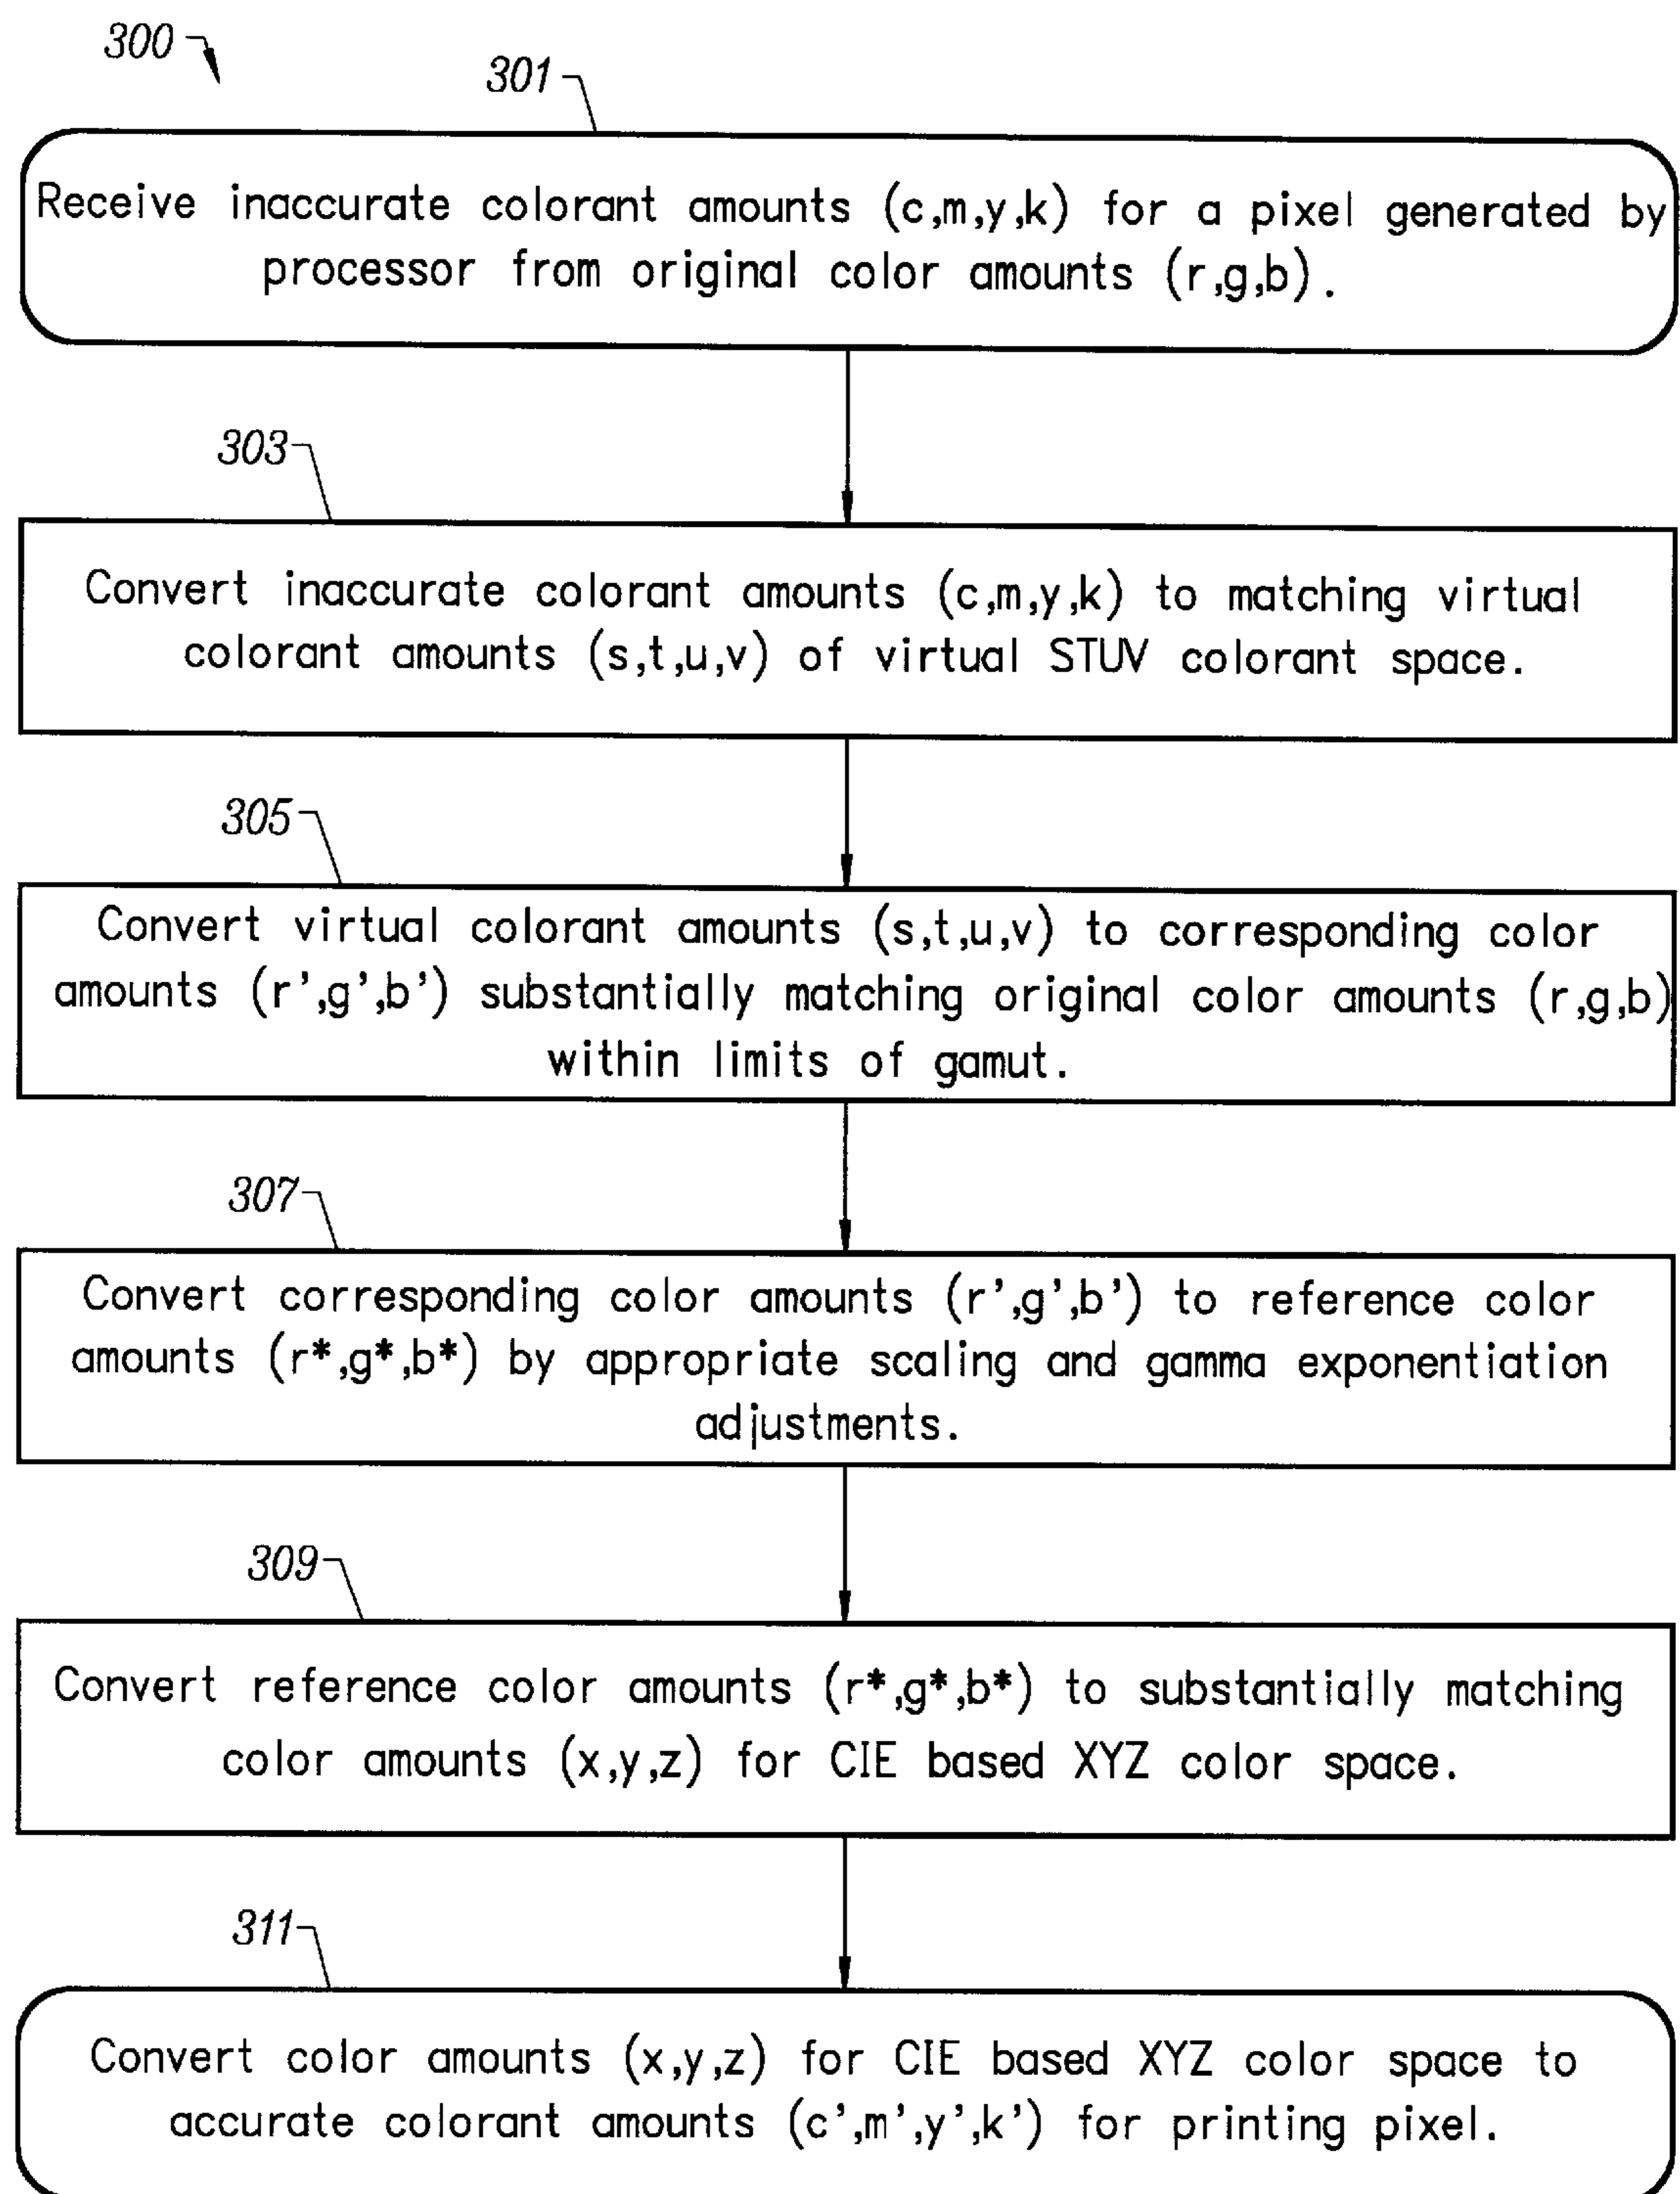 300
301
Receive inaccurate colorant amounts (c,m,y,k) for a pixel generated by
processor from original color amounts (r,g,b).
303
Convert inaccurate colorant amounts (c,m,y,k) to matching virtual
colorant amounts (s,t,u,v) of virtual STUV colorant space.
305
Convert virtual colorant amounts (s,t,u,v) to corresponding color
amounts (r',g',b') substantially matching original color amounts (r,g,b)
within limits of gamut.
307
Convert corresponding color amounts (r',g',b') to reference color
amounts (r*,g*,b*) by appropriate scaling and gamma exponentiation
adjustments.
309
Convert reference color amounts (r*,g*,b*) to substantially matching
color amounts (x,y,z) for CIE based XYZ color space.
311
Convert color amounts (x,y,z) for CIE based XYZ color space to
accurate colorant amounts (c',m',y',k') for printing pixel.